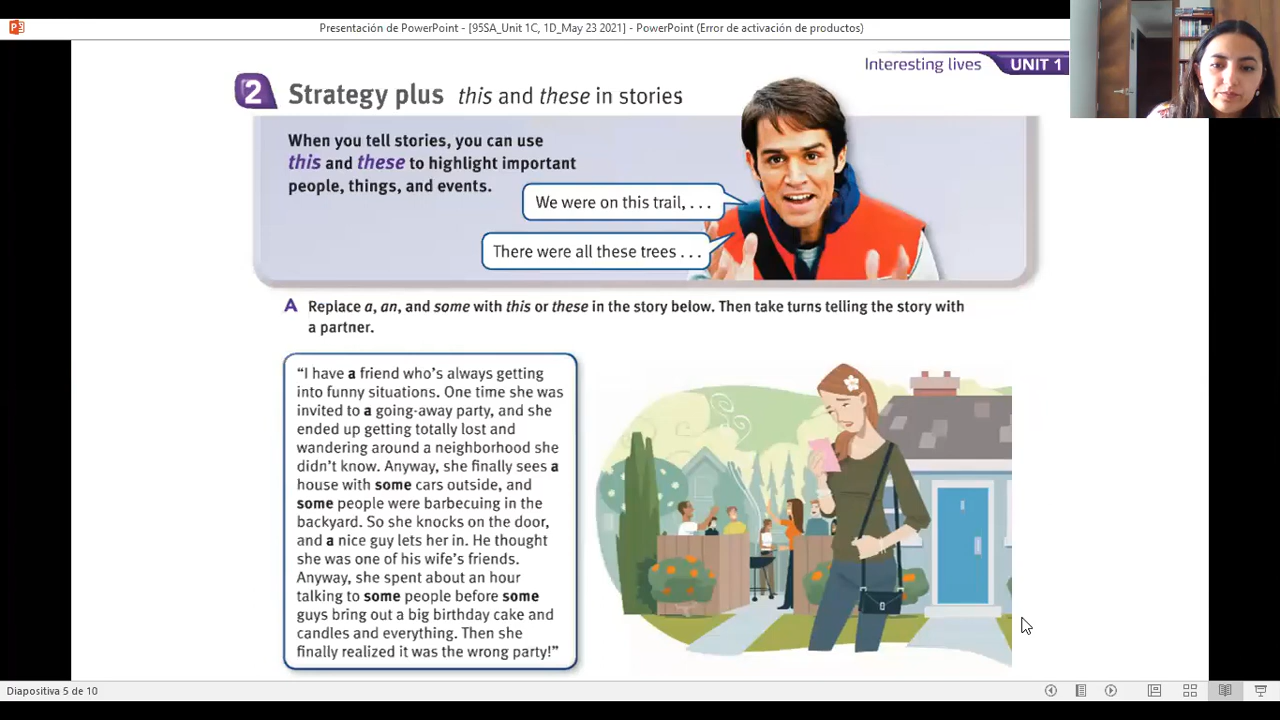 Presentación de PowerPoint - [95SA_Unit 1C, 1D_May 23 2021] - PowerPoint (Error de activación de productos)
Interesting lives UNIT 1
2 Strategy plus this and these in stories
When you tell stories, you can use
this and these to highlight important
people, things, and events.
We were on this trail, . . .
There were all these trees . . .
A Replace a, an, and some with this or these in the story below. Then take turns telling the story with
a partner.
“I have a friend who’s always getting
into funny situations. One time she was
invited to a going-away party, and she
ended up getting totally lost and
wandering around a neighborhood she
didn’t know. Anyway, she finally sees a
house with some cars outside, and
some people were barbecuing in the
backyard. So she knocks on the door,
and a nice guy lets her in. He thought
she was one of his wife’s friends.
Anyway, she spent about an hour
talking to some people before some
guys bring out a big birthday cake and
candles and everything. Then she
finally realized it was the wrong party!”
Diapositiva 5 de 10